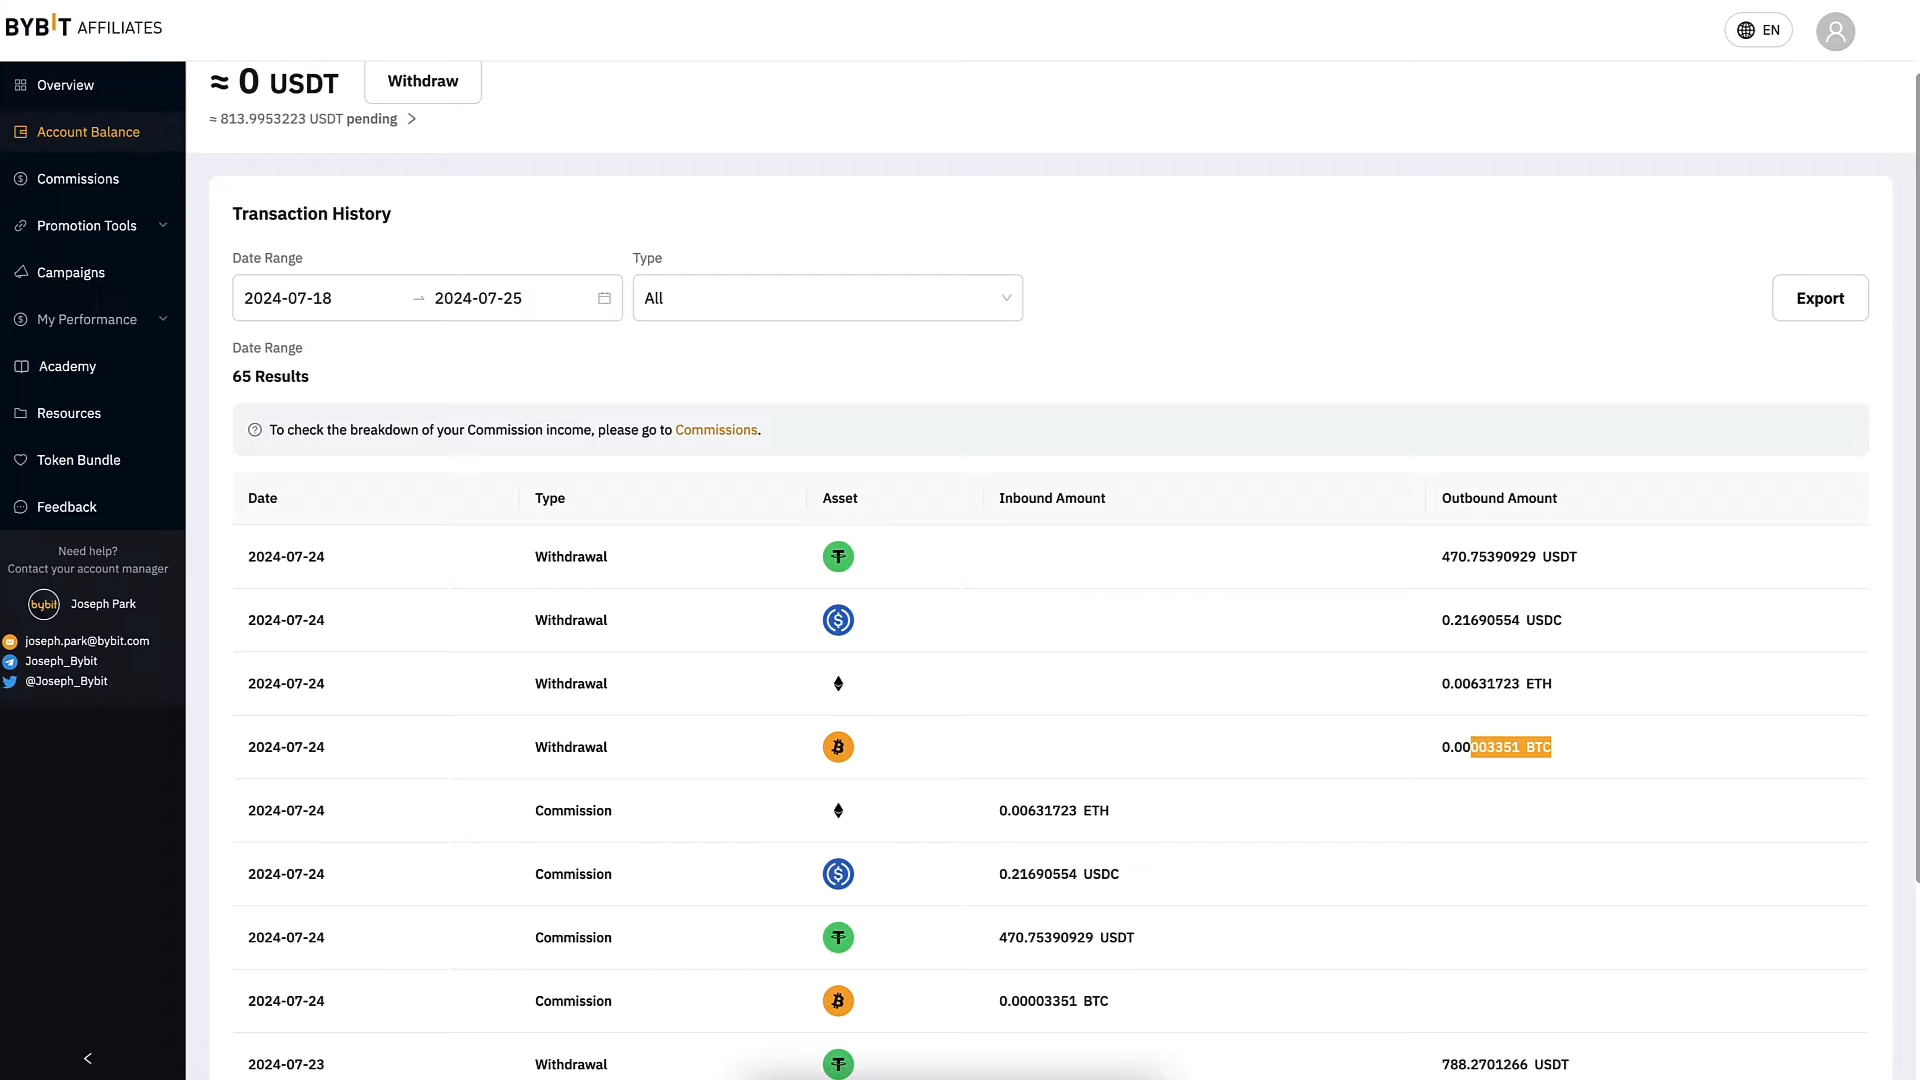 BYBIT AFFILIATES
EN
Overview
Account Balance
Commissions
Promotion Tools
Campaigns
My Performance
Academy
Resources
Token Bundle
Feedback
Need help?
Contact your account manager
bybit
Joseph Park
joseph.park@bybit.com
Joseph_Bybit
@Joseph_Bybit
≈ 0 USDT
Withdraw
≈ 813.9953223 USDT pending
Transaction History
Date Range Type
2024-07-18 → 2024-07-25 All Export
Date Range
65 Results
To check the breakdown of your Commission income, please go to Commissions.
Date Type Asset Inbound Amount Outbound Amount
2024-07-24 Withdrawal 470.75390929 USDT
2024-07-24 Withdrawal 0.21690554 USDC
2024-07-24 Withdrawal 0.00631723 ETH
2024-07-24 Withdrawal 0.00003351 BTC
2024-07-24 Commission 0.00631723 ETH
2024-07-24 Commission 0.21690554 USDC
2024-07-24 Commission 470.75390929 USDT
2024-07-24 Commission 0.00003351 BTC
2024-07-23 Withdrawal 788.2701266 USDT